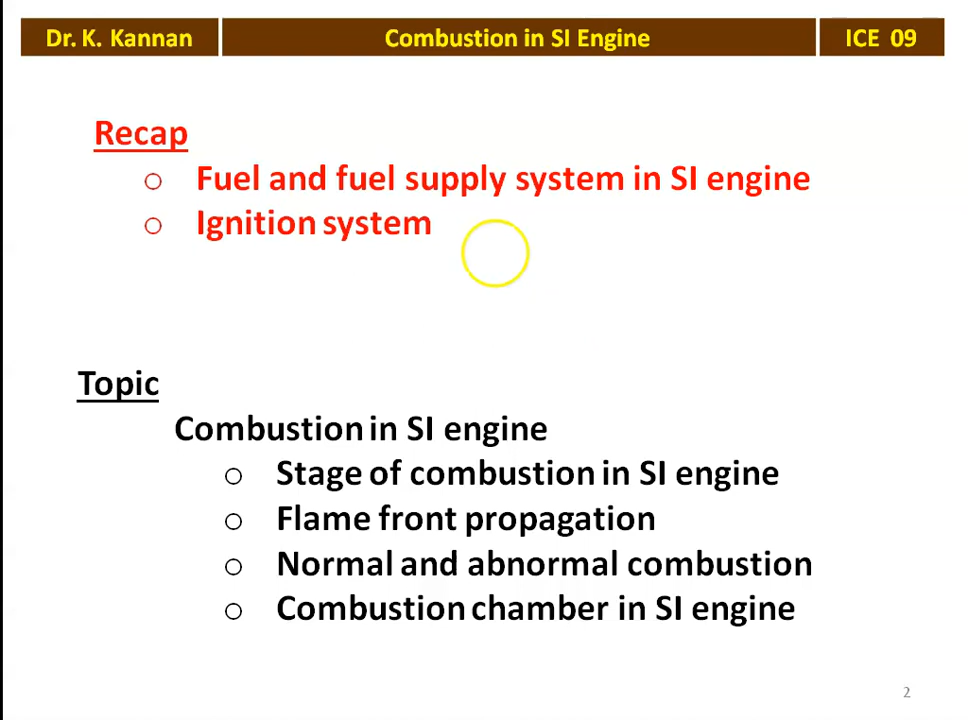 Dr. K. Kannan
Combustion in SI Engine
ICE 09
Recap
Fuel and fuel supply system in SI engine
Ignition system
Topic
Combustion in SI engine
Stage of combustion in SI engine
Flame front propagation
Normal and abnormal combustion
Combustion chamber in SI engine
2